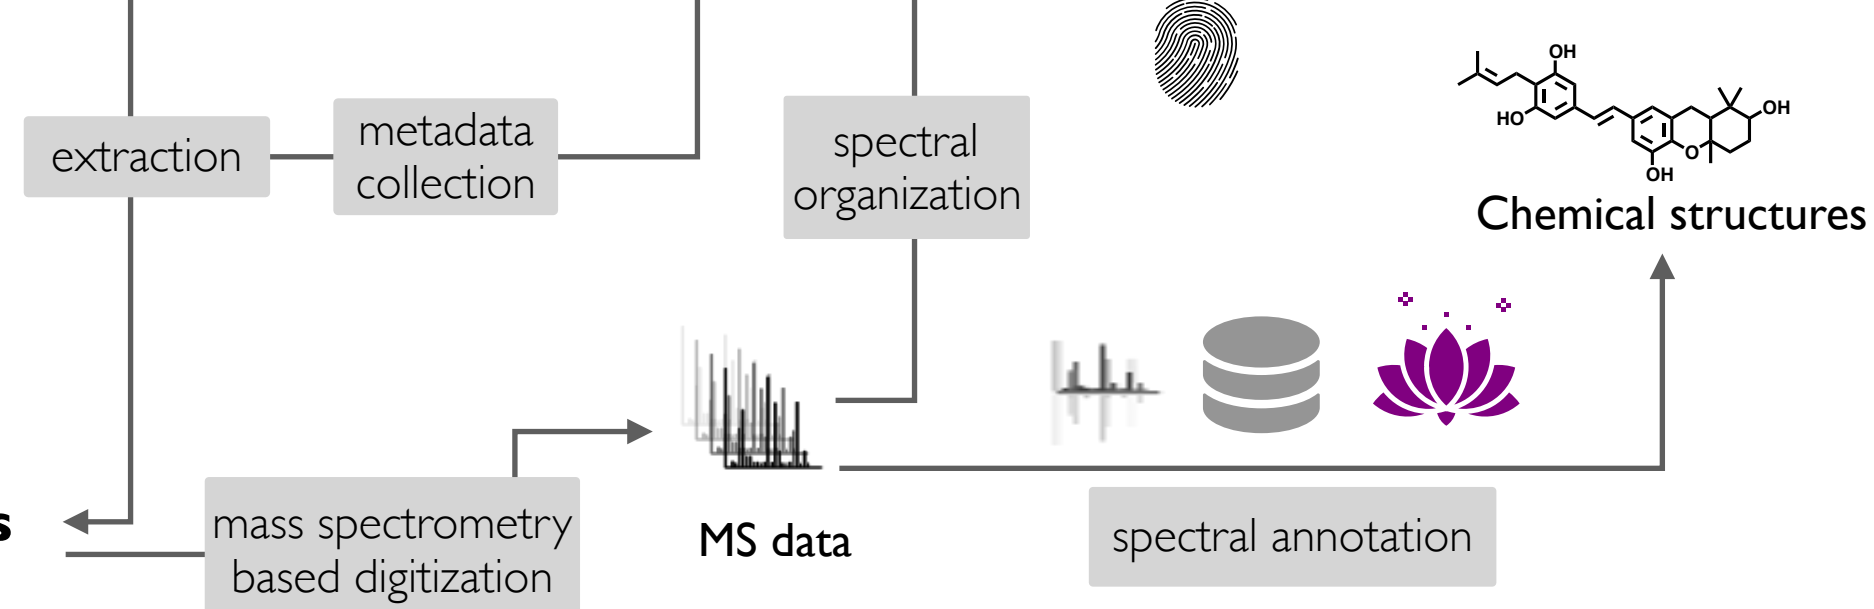 extraction
metadata
collection
spectral
organization
OH
HO
OH
O
OH
Chemical structures
s
mass spectrometry
based digitization
MS data
spectral annotation